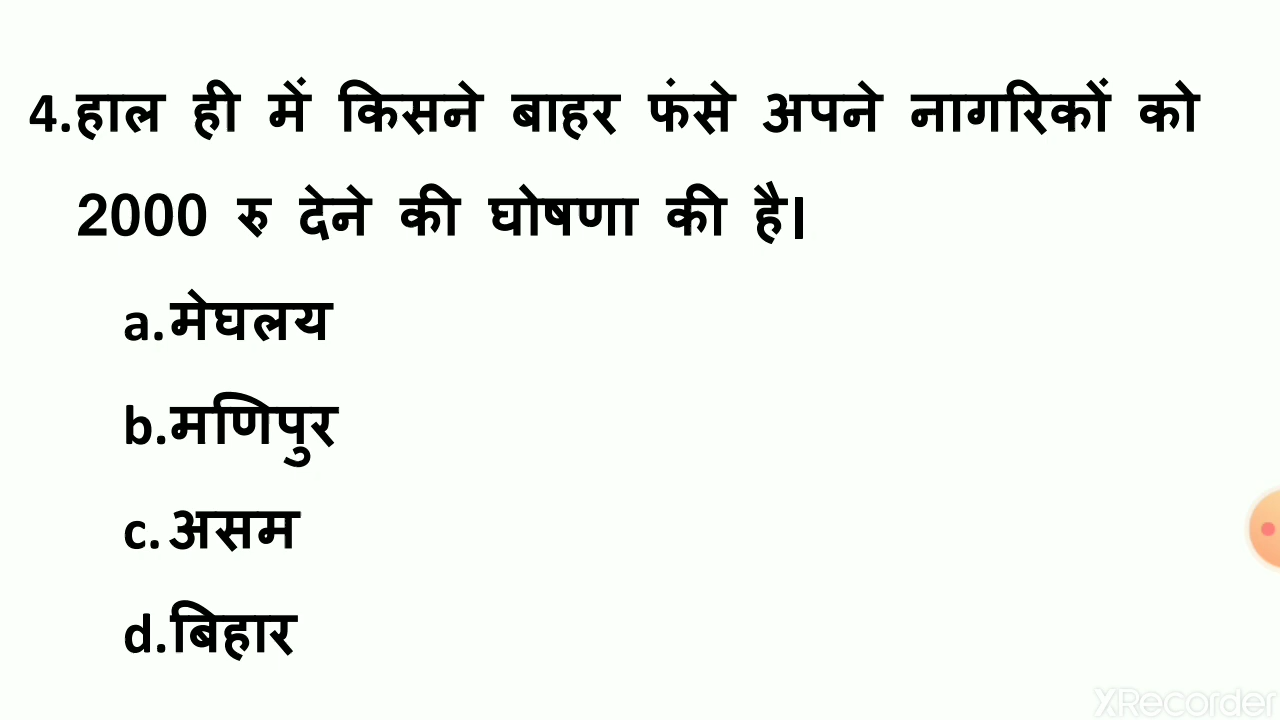 4.हाल ही में किसने बाहर फंसे अपने नागरिकों को
2000 रु देने की घोषणा की है।
a.मेघलय
b.मणिपुर
c.असम
d.बिहार
XRecorder